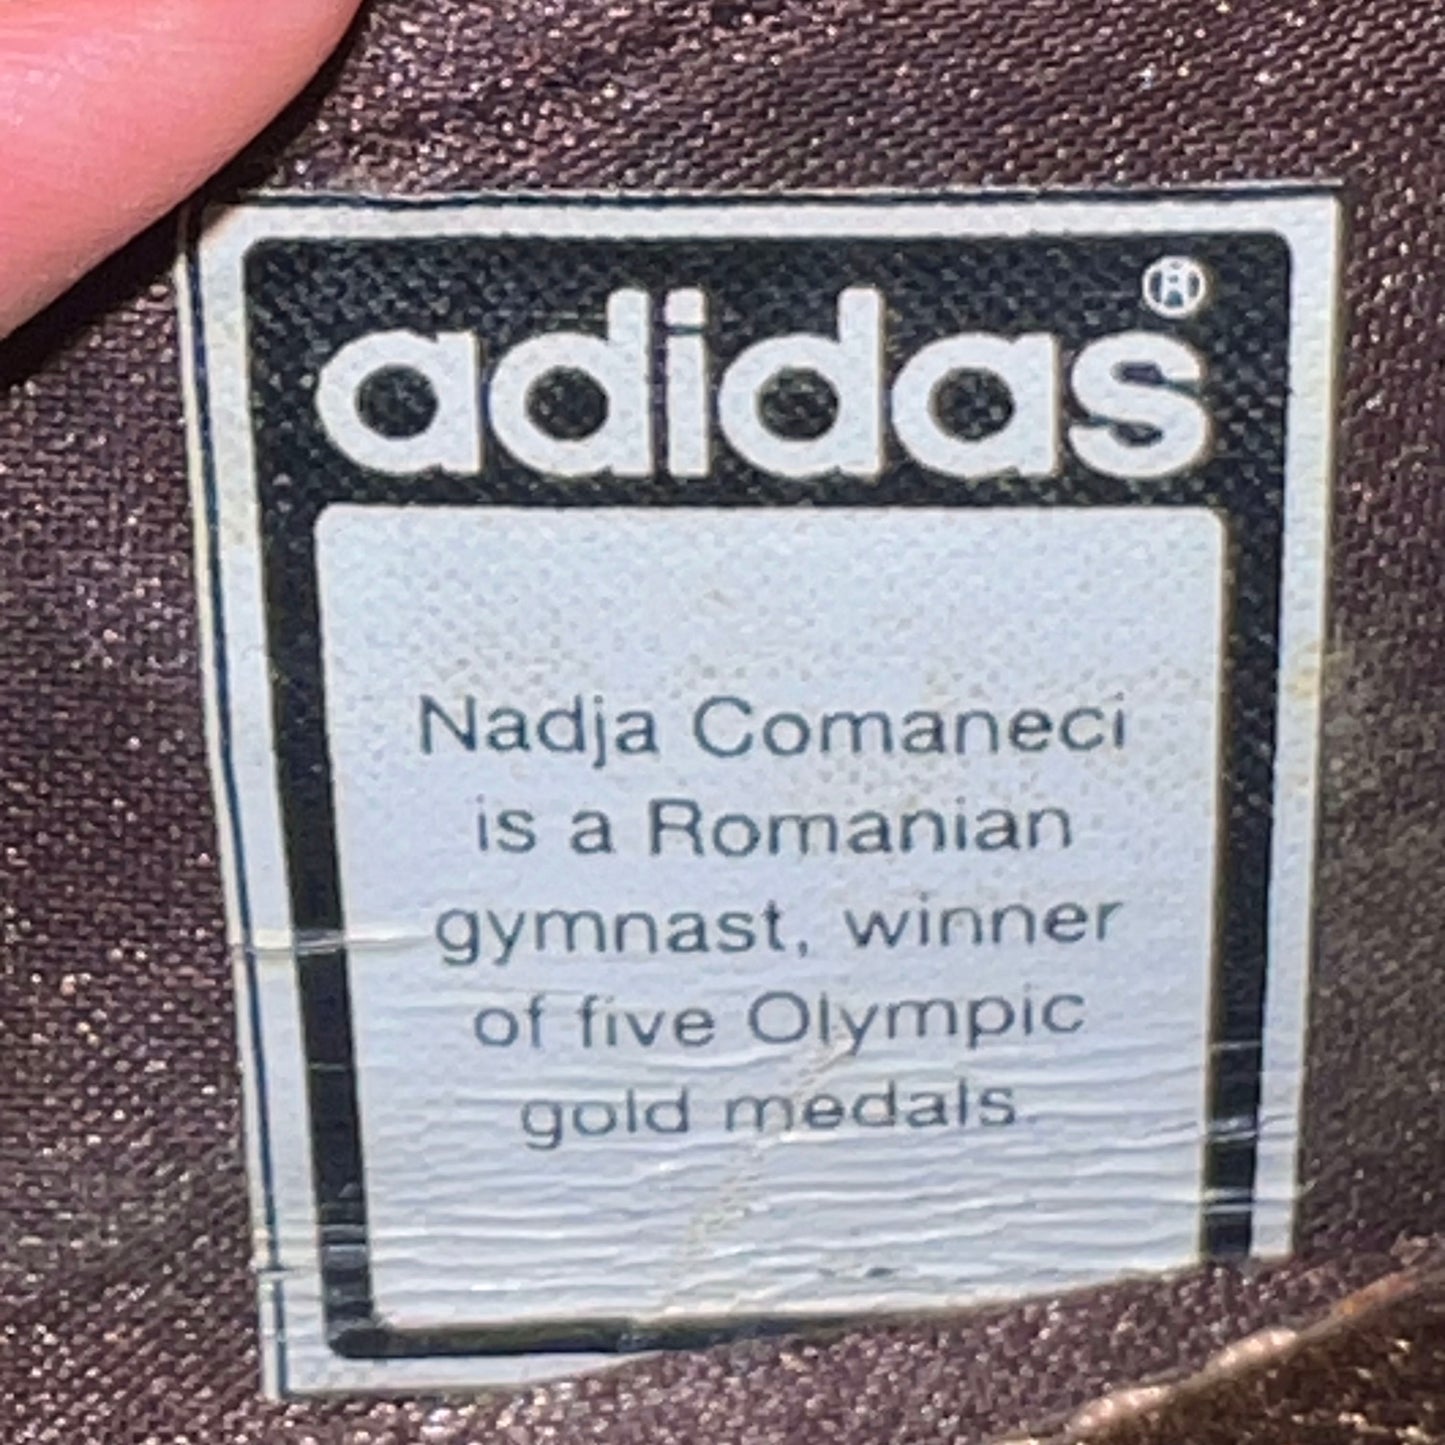 adidas®
Nadja Comaneci
is a Romanian
gymnast, winner
of five Olympic
gold medals.